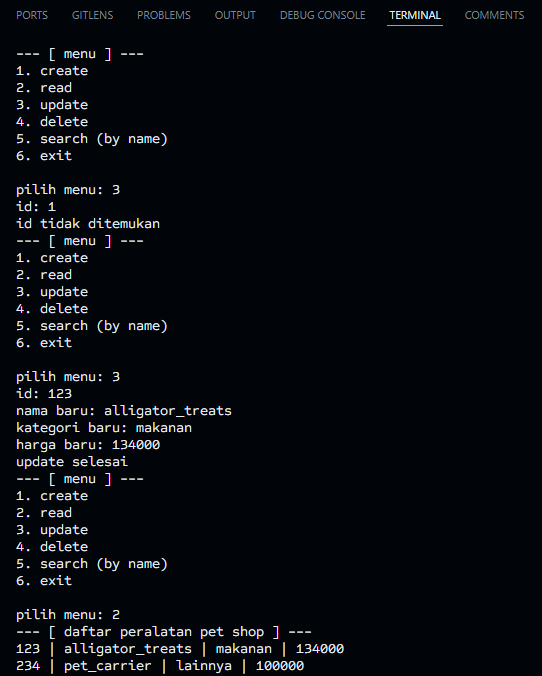 PORTS GITLENS PROBLEMS OUTPUT DEBUG CONSOLE TERMINAL COMMENTS
--- [ menu ] ---
1. create
2. read
3. update
4. delete
5. search (by name)
6. exit
pilih menu: 3
id: 1
id tidak ditemukan
--- [ menu ] ---
1. create
2. read
3. update
4. delete
5. search (by name)
6. exit
pilih menu: 3
id: 123
nama baru: alligator_treats
kategori baru: makanan
harga baru: 134000
update selesai
--- [ menu ] ---
1. create
2. read
3. update
4. delete
5. search (by name)
6. exit
pilih menu: 2
--- [ daftar peralatan pet shop ] ---
123 | alligator_treats | makanan | 134000
234 | pet_carrier | lainnya | 100000